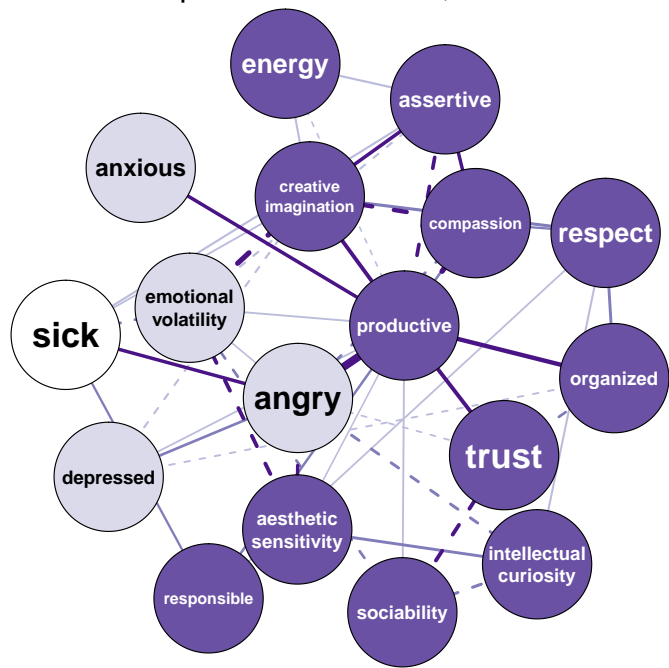 energy
assertive
anxious
creative
imagination
compassion
respect
emotional
volatility
sick
productive
organized
angry
trust
depressed
aesthetic
sensitivity
intellectual
curiosity
responsible
sociability